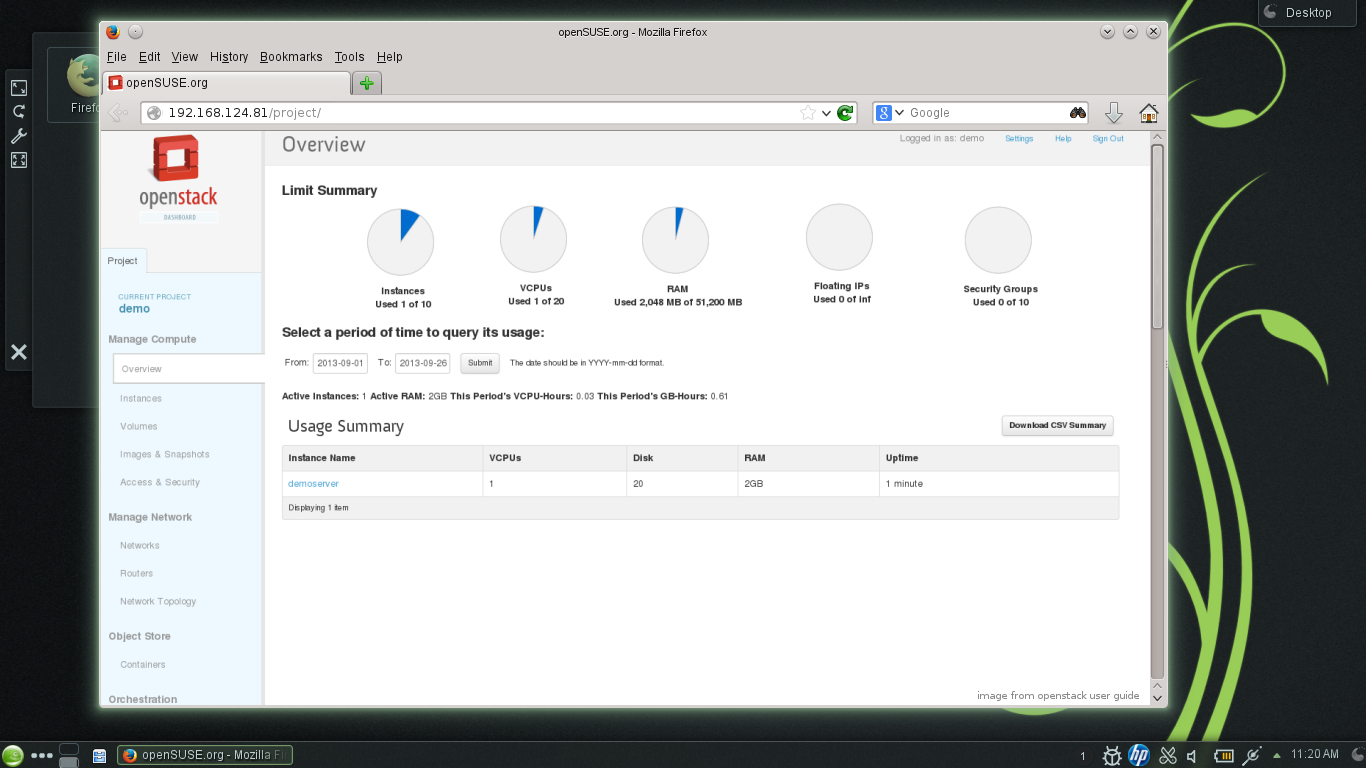 Desktop
openSUSE.org - Mozilla Firefox
File Edit View History Bookmarks Tools Help
openSUSE.org
Firefo
192.168.124.81/project/
8 Google
openstack
DASHBOARD
Project
CURRENT PROJECT
demo
Manage Compute
Overview
Instances
Volumes
Images & Snapshots
Access & Security
Manage Network
Networks
Routers
Network Topology
Object Store
Containers
Orchestration
Overview
Logged in as: demo Settings Help Sign Out
Limit Summary
Instances
Used 1 of 10
VCPUs
Used 1 of 20
RAM
Used 2,048 MB of 51,200 MB
Floating IPs
Used 0 of Inf
Security Groups
Used 0 of 10
Select a period of time to query its usage:
From: 2013-09-01 To: 2013-09-26 Submit The date should be in YYYY-mm-dd format.
Active Instances: 1 Active RAM: 2GB This Period's VCPU-Hours: 0.03 This Period's GB-Hours: 0.61
Usage Summary
Download CSV Summary
Instance Name VCPUs Disk RAM Uptime
demoserver 1 20 2GB 1 minute
Displaying 1 item
image from openstack user guide
openSUSE.org - Mozilla Fi
1
hp
11:20 AM